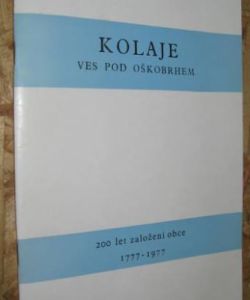 KOLAJE
VES POD OŠKOBRHEM
200 let založení obce
1777-1977